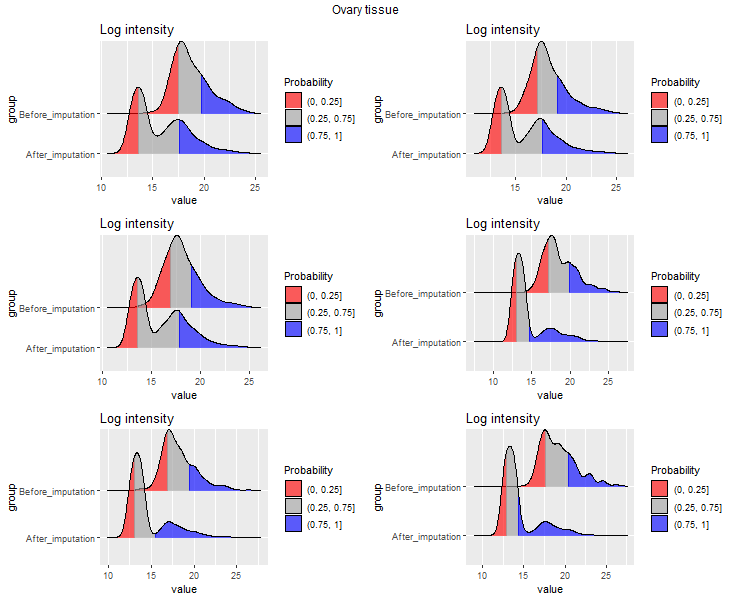 Ovary tissue
Log intensity
group
Before_imputation
After_imputation
10 15 20 25
value
Probability
(0, 0.25]
(0.25, 0.75]
(0.75, 1]
Log intensity
group
Before_imputation
After_imputation
15 20 25
value
Probability
(0, 0.25]
(0.25, 0.75]
(0.75, 1]
Log intensity
group
Before_imputation
After_imputation
10 15 20 25
value
Probability
(0, 0.25]
(0.25, 0.75]
(0.75, 1]
Log intensity
group
Before_imputation
After_imputation
10 15 20 25
value
Probability
(0, 0.25]
(0.25, 0.75]
(0.75, 1]
Log intensity
group
Before_imputation
After_imputation
10 15 20 25
value
Probability
(0, 0.25]
(0.25, 0.75]
(0.75, 1]
Log intensity
group
Before_imputation
After_imputation
10 15 20 25
value
Probability
(0, 0.25]
(0.25, 0.75]
(0.75, 1]